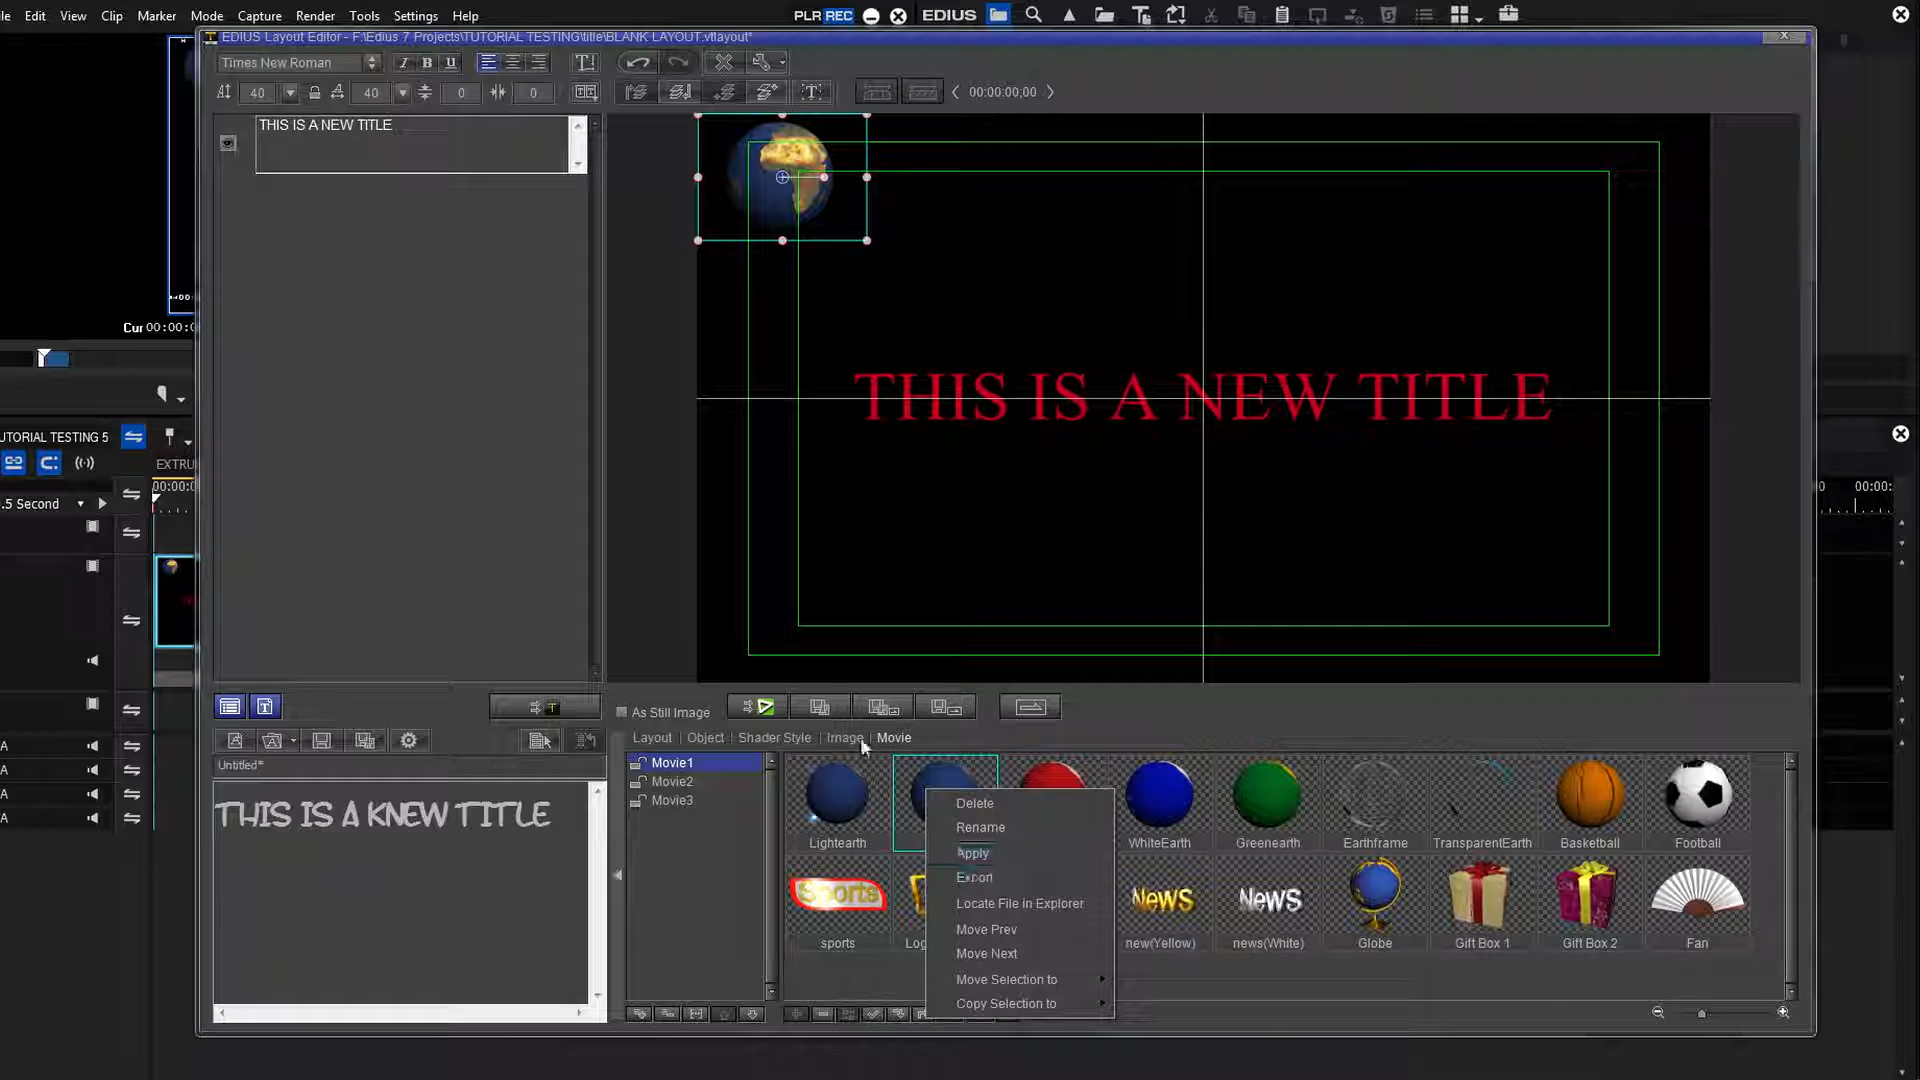 ile Edit View Clip Marker Mode Capture Render Tools Settings Help PLR REC EDIUS
EDIUS Layout Editor - F:\Edius 7 Projects\TUTORIAL TESTING\title\BLANK LAYOUT.vtlayout*
Times New Roman I B U
40 40 0 0 00:00:00;00
THIS IS A NEW TITLE
THIS IS A NEW TITLE
Cur 00:00:0
UTORIAL TESTING 5
EXTRU
00:00:0
.5 Second
0 00:00:
A
A
A
A
As Still Image
Layout Object Shader Style Image Movie
Untitled*
THIS IS A KNEW TITLE
Movie1
Movie2
Movie3
Lightearth WhiteEarth Greenearth Earthframe TransparentEarth Basketball Football
Sports NewS NewS
sports Log new(Yellow) news(White) Globe Gift Box 1 Gift Box 2 Fan
Delete
Rename
Apply
Export
Locate File in Explorer
Move Prev
Move Next
Move Selection to
Copy Selection to